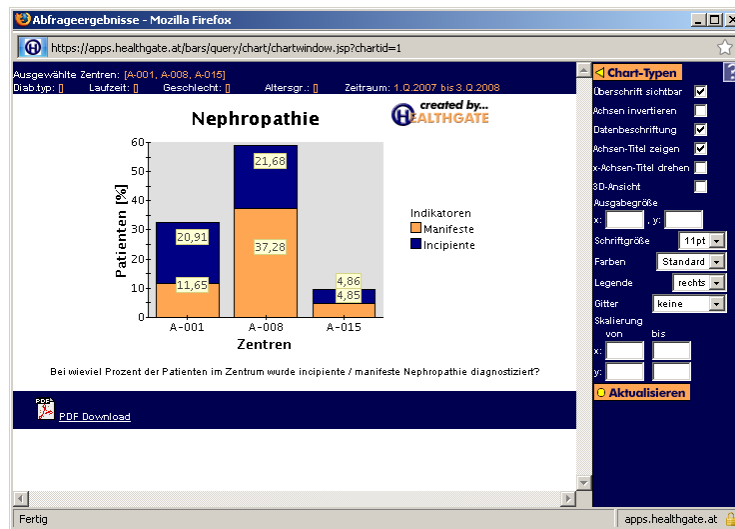 Abfrageergebnisse - Mozilla Firefox
https://apps.healthgate.at/bars/query/chart/chartwindow.jsp?chartid=1
Ausgewählte Zentren: [A-001, A-008, A-015]
Diab.typ: [] Laufzeit: [] Geschlecht: [] Altersgr.: [] Zeitraum: 1.Q.2007 bis 3.Q.2008
Nephropathie
created by...
HEALTHGATE
Patienten [%]
60
50
40
30
20
10
0
20,91
11,65
21,68
37,28
4,86
4,85
A-001 A-008 A-015
Zentren
Indikatoren
Manifeste
Incipiente
Bei wieviel Prozent der Patienten im Zentrum wurde incipiente / manifeste Nephropathie diagnostiziert?
PDF Download
Chart-Typen
?
Überschrift sichtbar
Achsen invertieren
Datenbeschriftung
Achsen-Titel zeigen
x-Achsen-Titel drehen
3D-Ansicht
Ausgabegröße
x: , y:
Schriftgröße 11pt
Farben Standard
Legende rechts
Gitter keine
Skalierung
von bis
x:
y:
Aktualisieren
Fertig
apps.healthgate.at